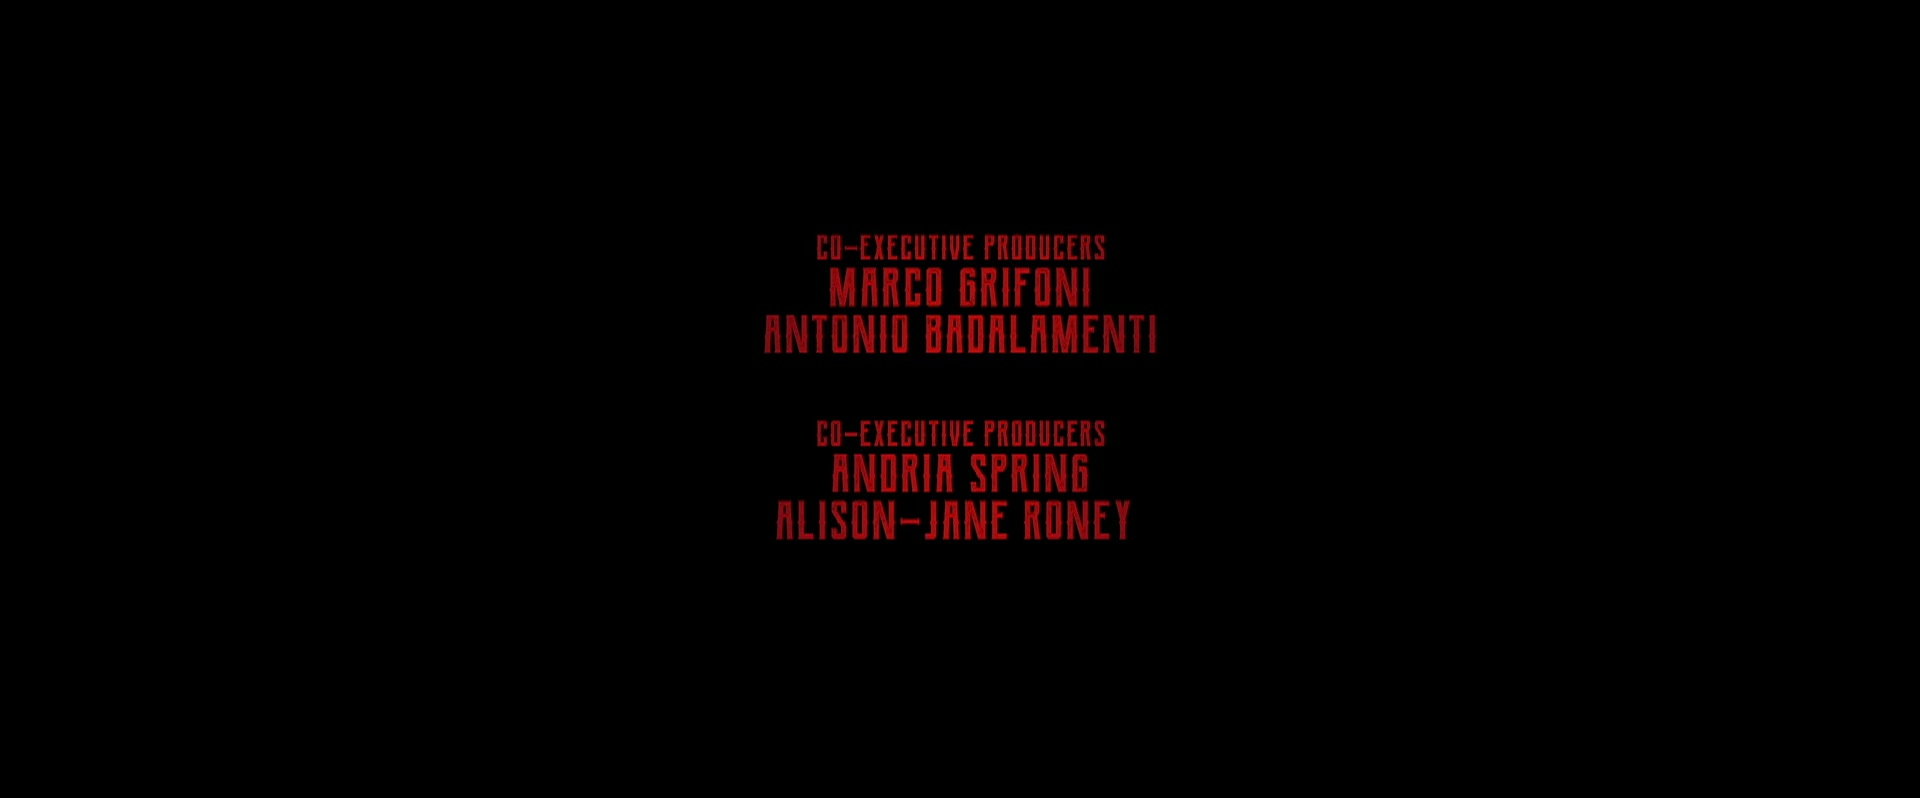 CO-EXECUTIVE PRODUCERS
MARCO GRIFONI
ANTONIO BADALAMENTI
CO-EXECUTIVE PRODUCERS
ANDRIA SPRING
ALISON-JANE RONEY